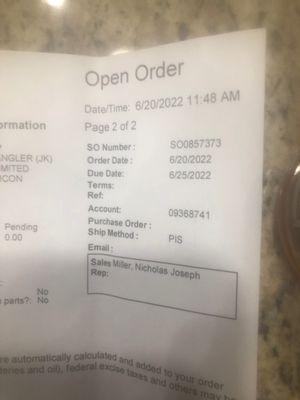 Open Order
Date/Time: 6/20/2022 11:48 AM
Page 2 of 2
SO Number : SO0857373
Order Date : 6/20/2022
Due Date: 6/25/2022
Terms:
Ref:
Account: 09368741
Purchase Order :
Ship Method : PIS
Email :
Sales Miller, Nicholas Joseph
Rep:
ormation
ANGLER (JK)
IMITED
ICON
Pending
0.00
No
parts?: No
re automatically calculated and added to your order
teries and oil), federal excise taxes and others may be